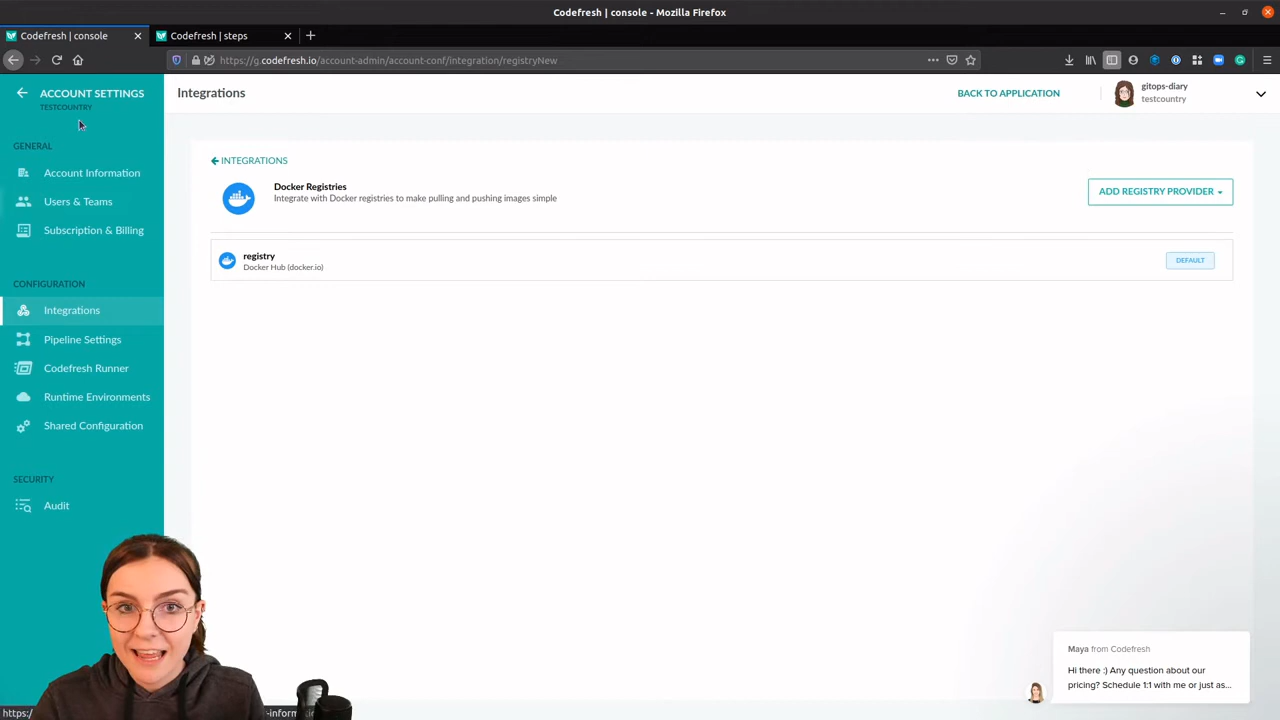 Codefresh | console - Mozilla Firefox
Codefresh | console
Codefresh | steps
https://g.codefresh.io/account-admin/account-conf/integration/registryNew
ACCOUNT SETTINGS
TESTCOUNTRY
Integrations
BACK TO APPLICATION
gitops-diary
testcountry
GENERAL
Account Information
Users & Teams
Subscription & Billing
CONFIGURATION
Integrations
Pipeline Settings
Codefresh Runner
Runtime Environments
Shared Configuration
SECURITY
Audit
INTEGRATIONS
Docker Registries
Integrate with Docker registries to make pulling and pushing images simple
ADD REGISTRY PROVIDER
registry
Docker Hub (docker.io)
DEFAULT
Maya from Codefresh
Hi there :) Any question about our
pricing? Schedule 1:1 with me or just as...
https:/